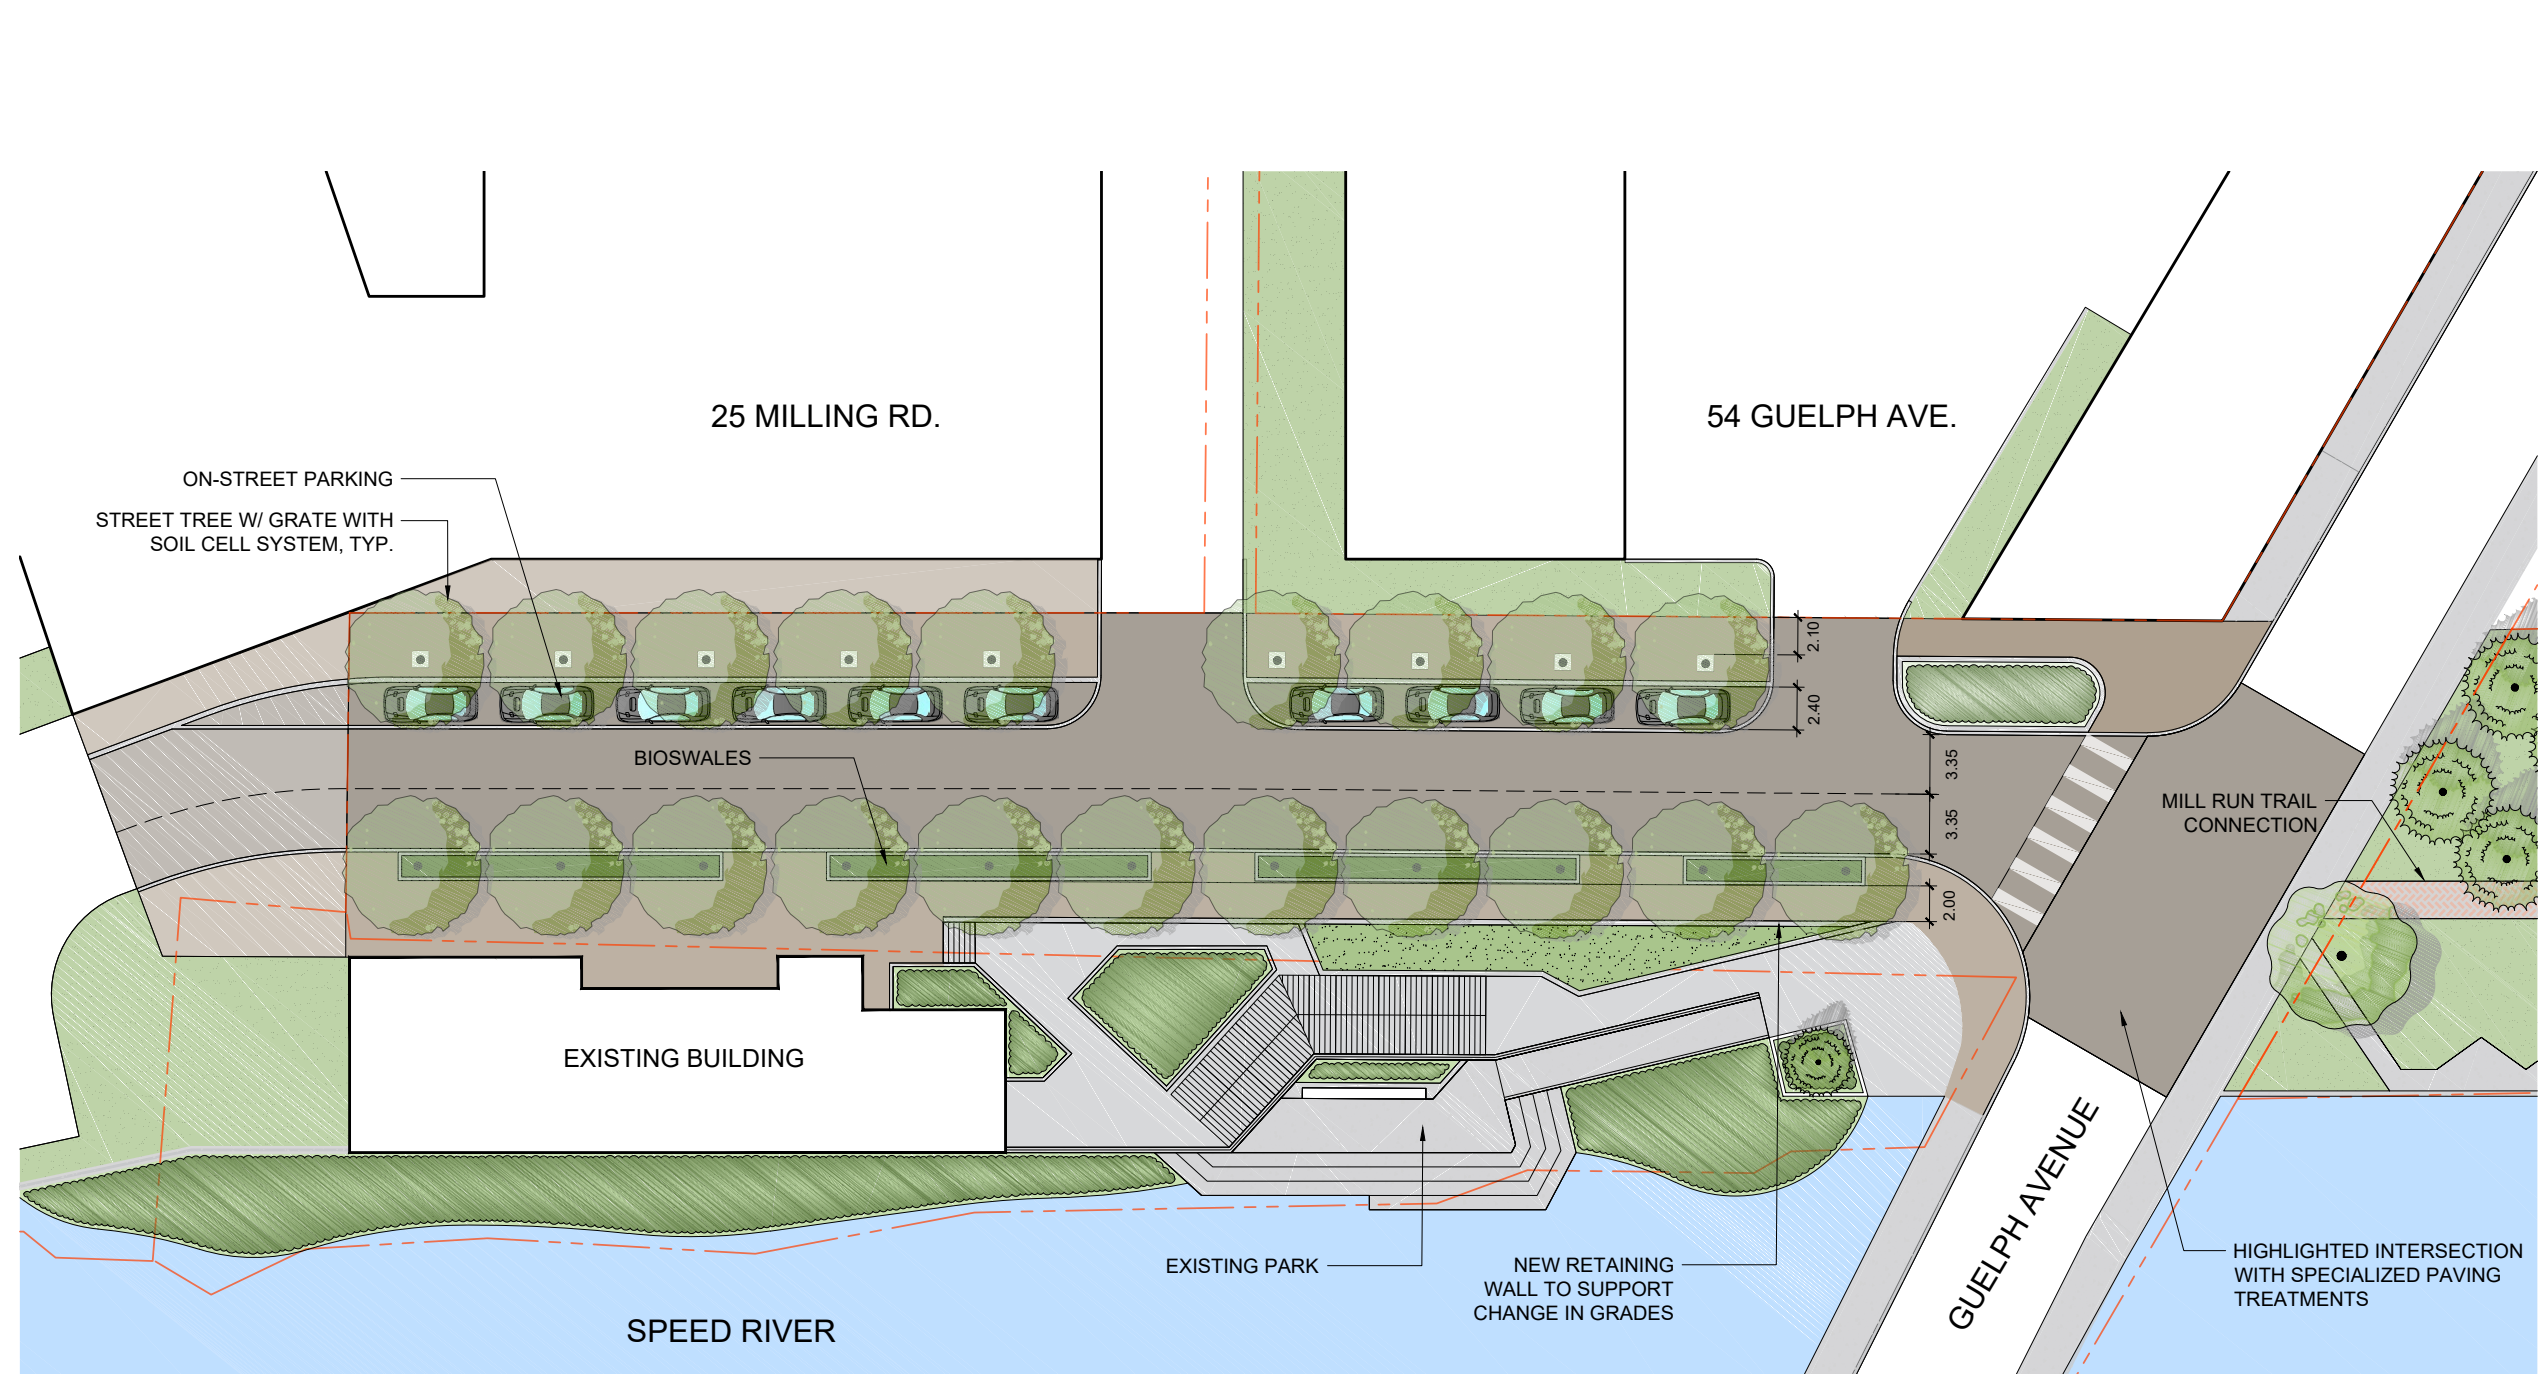 25 MILLING RD.
54 GUELPH AVE.
ON-STREET PARKING
STREET TREE W/ GRATE WITH
SOIL CELL SYSTEM, TYP.
2.10
2.40
BIOSWALES
3.35
3.35
MILL RUN TRAIL
CONNECTION
2.00
EXISTING BUILDING
GUELPH AVENUE
EXISTING PARK
NEW RETAINING
WALL TO SUPPORT
CHANGE IN GRADES
HIGHLIGHTED INTERSECTION
WITH SPECIALIZED PAVING
TREATMENTS
SPEED RIVER